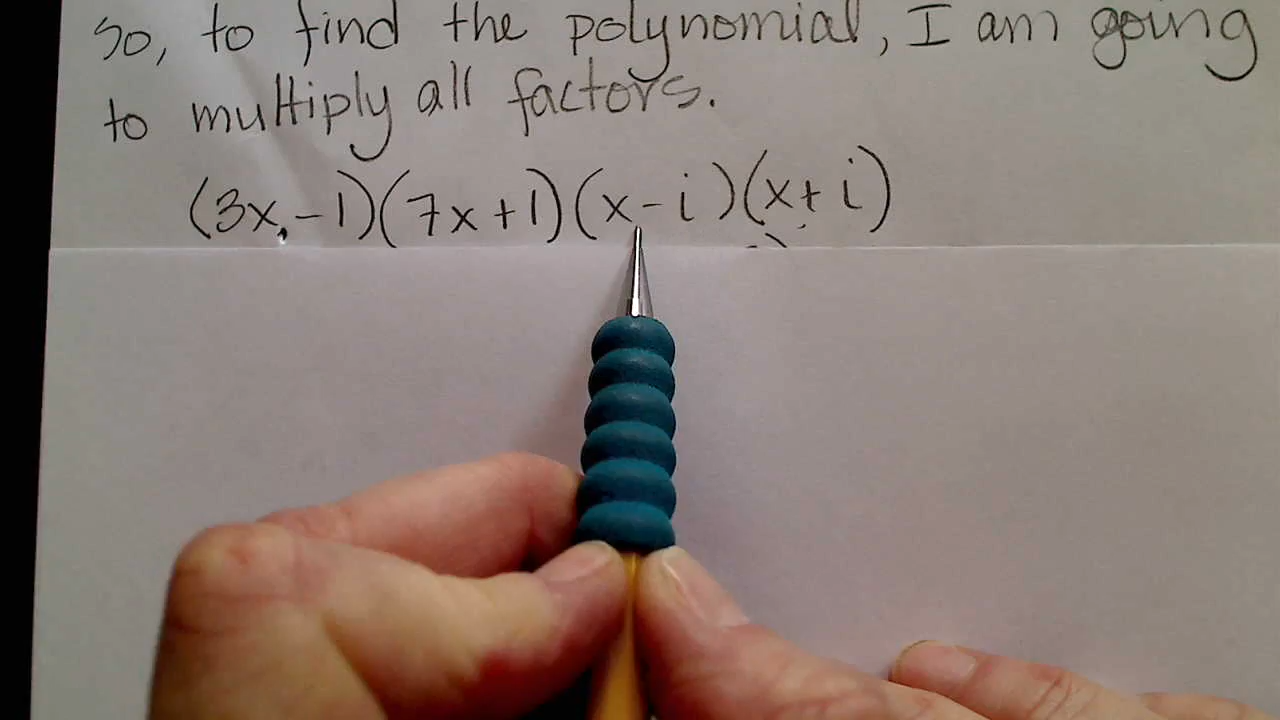 So, to find the polynomial, I am going
to multiply all factors.
(3x-1)(7x+1)(x-i)(x+i)